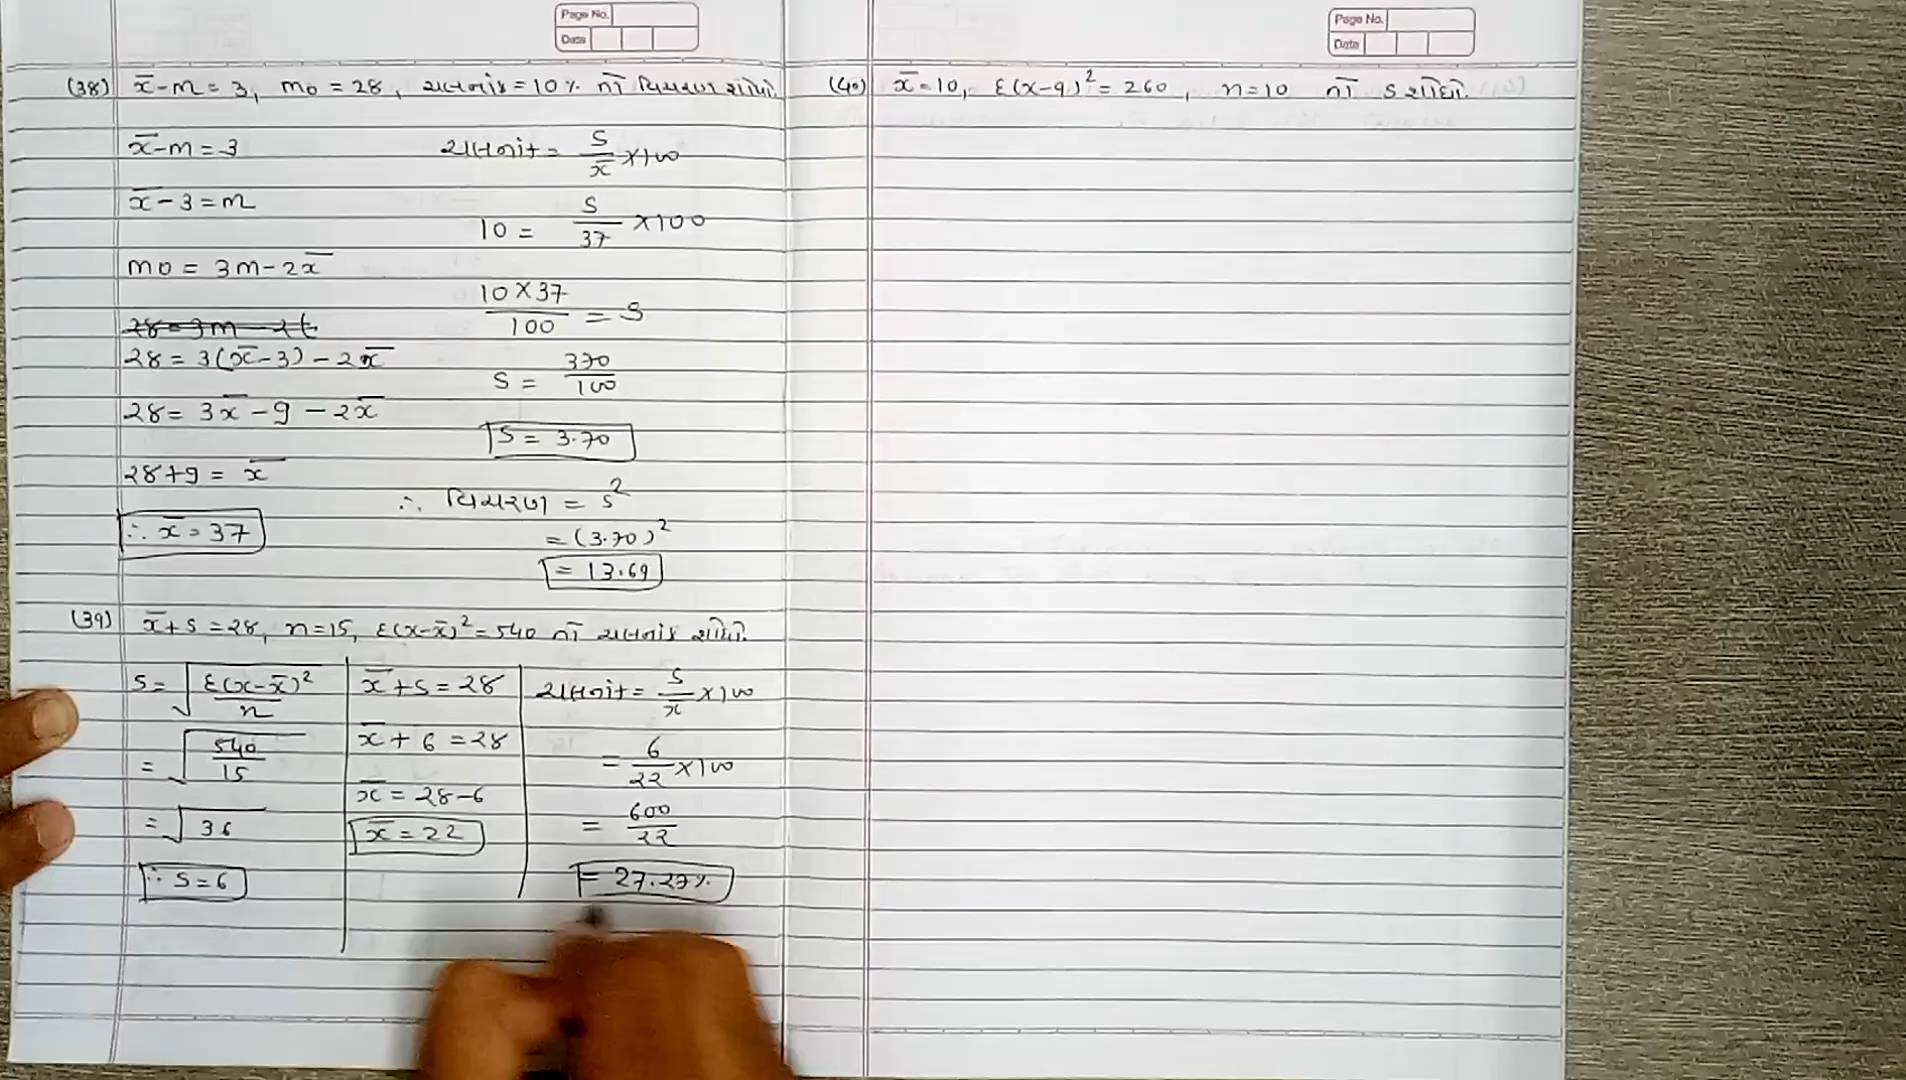 Page No.
Date
(38) x̄-m=3, mo=28, ચલનાંક=10% તો વિચરણ શોધો
x̄-m=3
x̄-3=m
mo = 3m-2x̄
28 = 3(x̄-3) - 2x̄
28 = 3x̄ - 9 - 2x̄
28+9 = x̄
∴ x̄ = 37
ચલનાંક = S/x̄ ×100
10 = S/37 ×100
10×37/100 = S
S = 370/100
S = 3.70
∴ વિચરણ = s²
= (3.70)²
= 13.69
(39) x̄+s=28, n=15, Σ(x-x̄)²=540 તો ચલનાંક શોધો.
S = √Σ(x-x̄)²/n
= √540/15
= √36
∴ S=6
x̄+s=28
x̄+6=28
x̄ = 28-6
x̄ = 22
ચલનાંક = S/x̄ ×100
= 6/22 ×100
= 600/22
= 27.27%
Page No.
Date
(40) x̄=10, Σ(x-9)²=260, n=10 તો S શોધો.